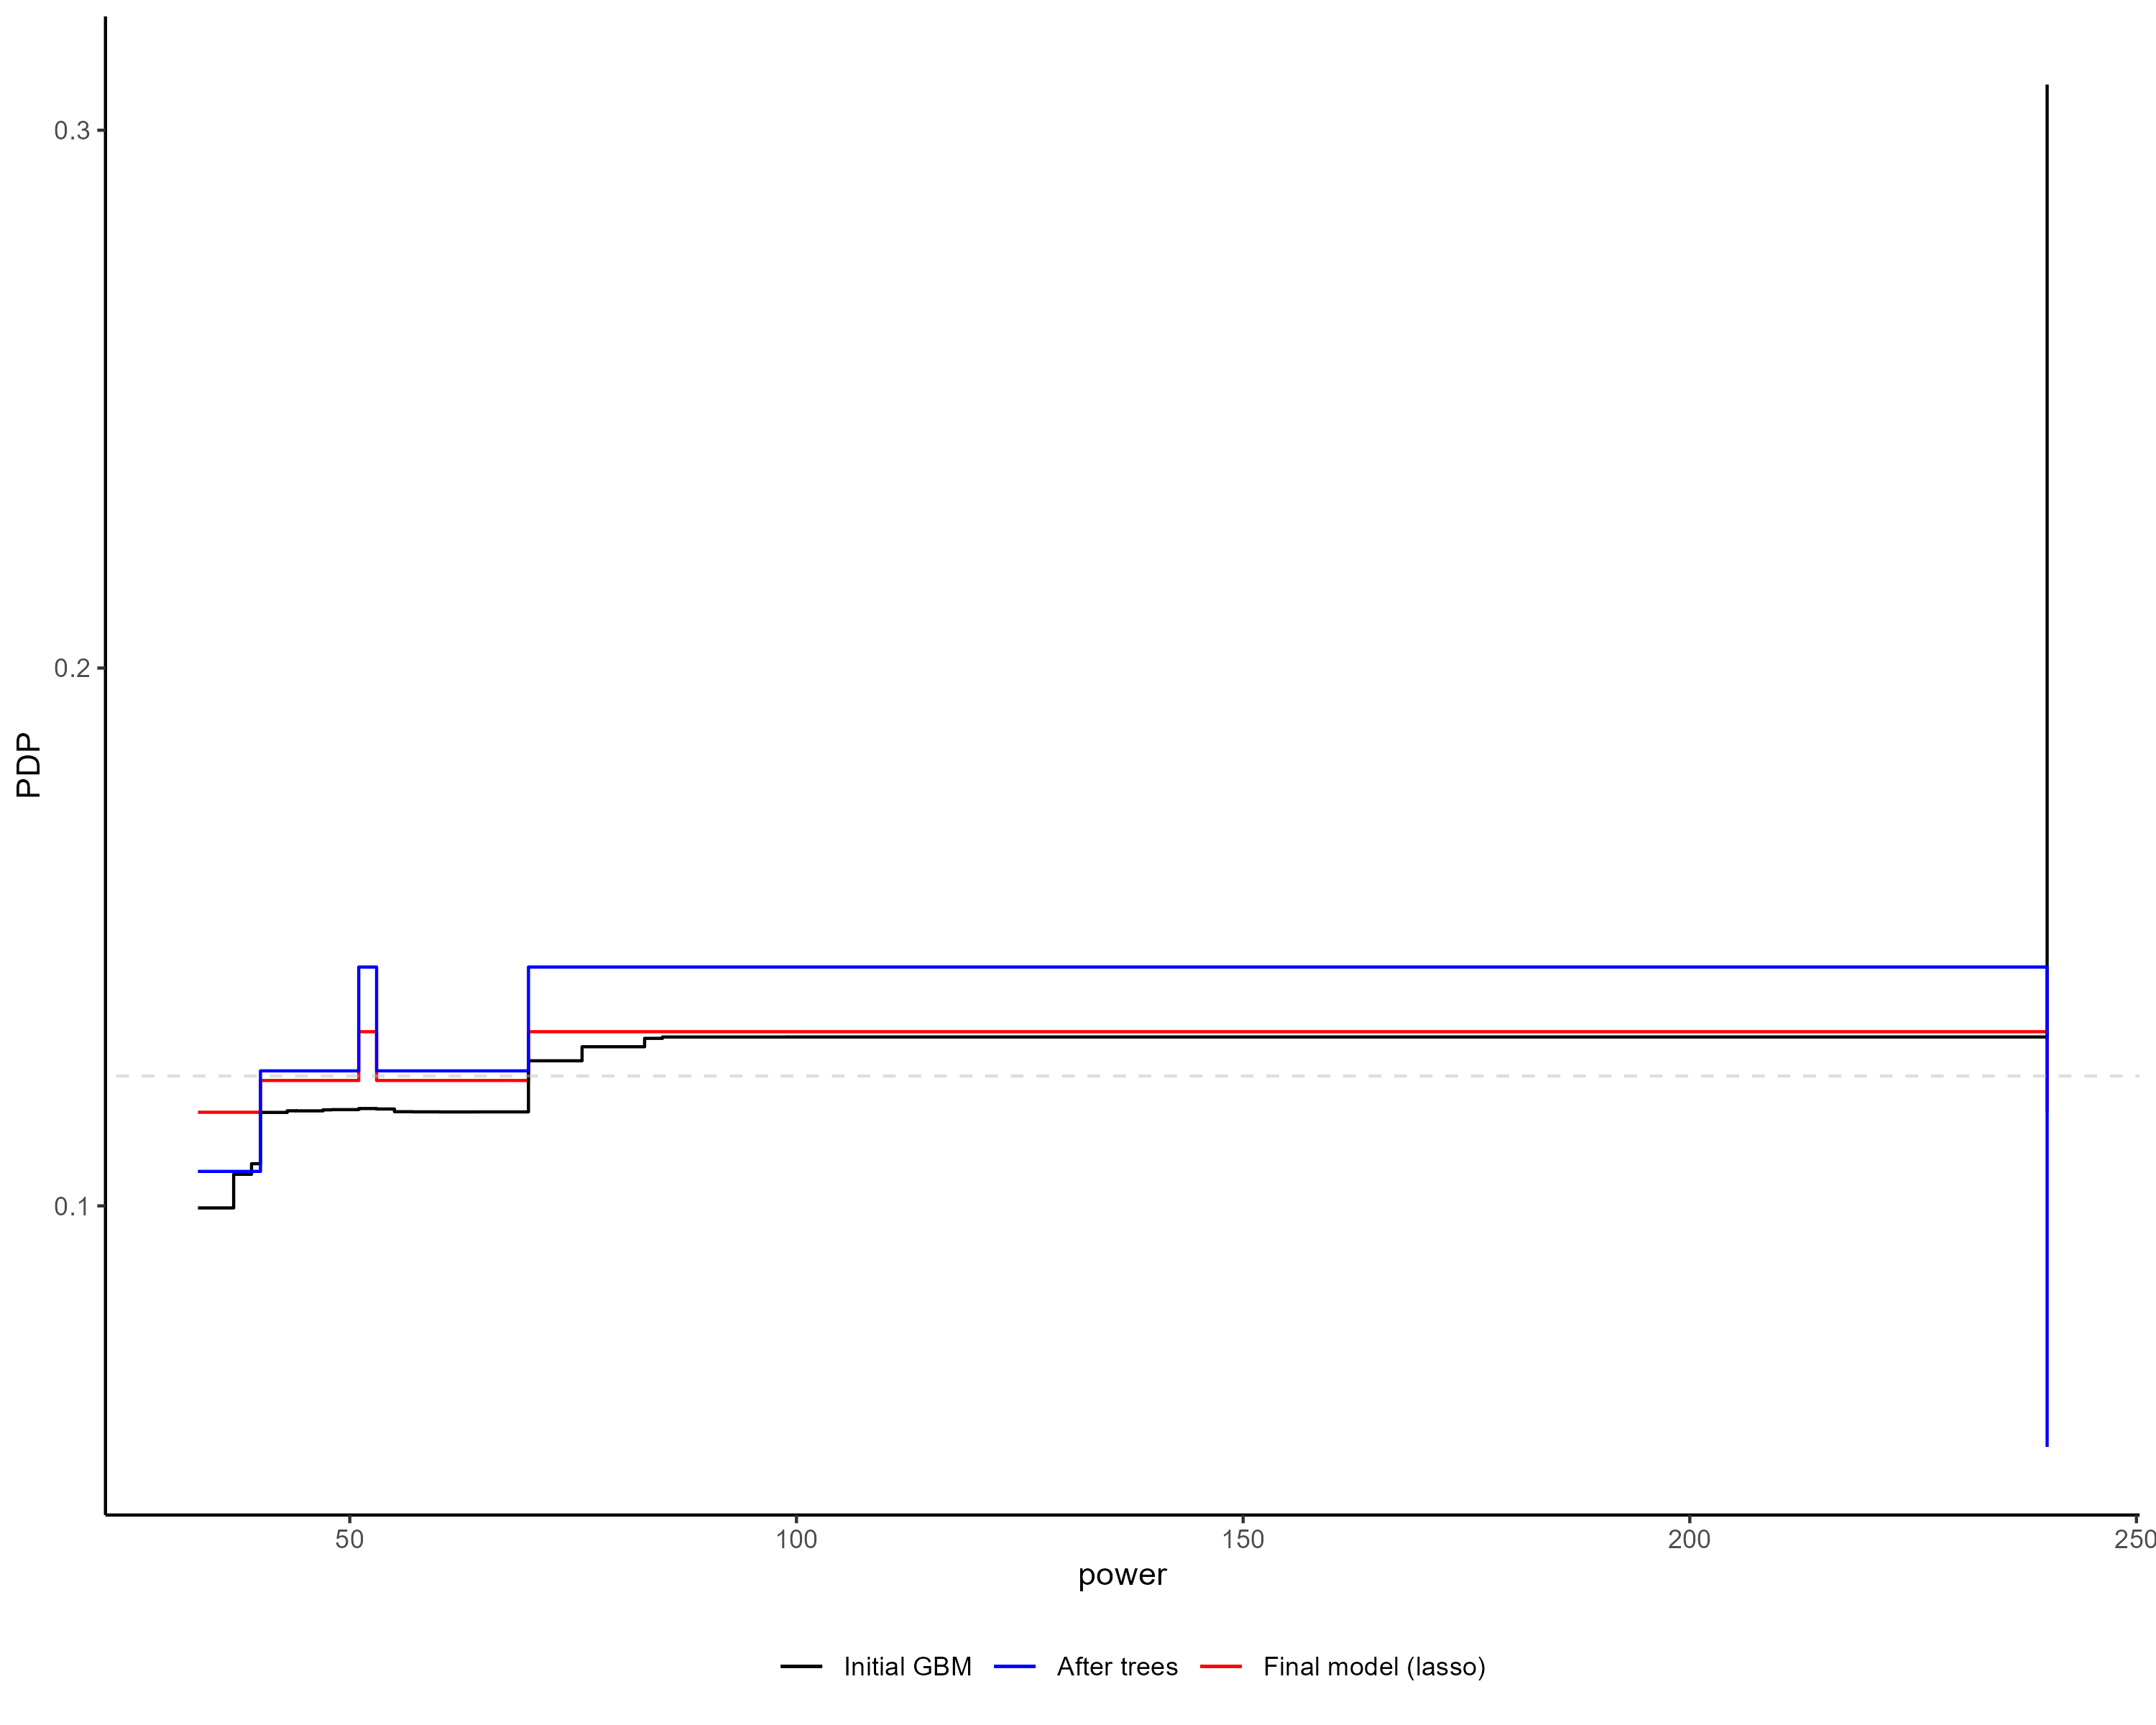 PDP
0.3
0.2
0.1
50 100 150 200 250
power
Initial GBM After trees Final model (lasso)